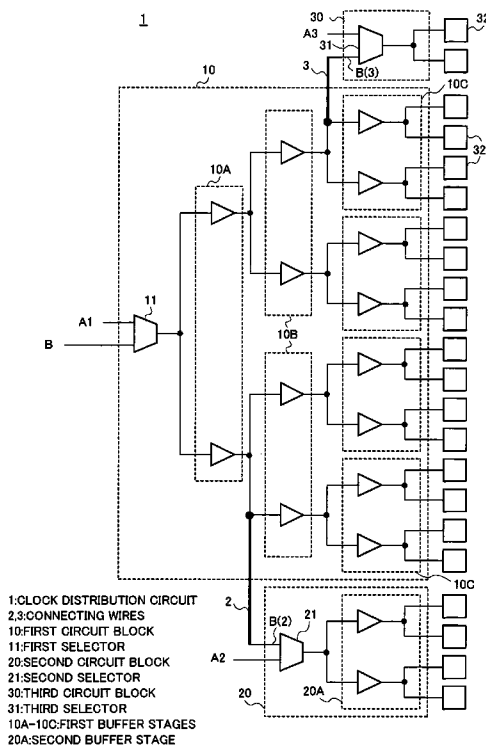 1
30
32
A3
31
3
B(3)
10
10C
10A
32
11
A1
B
10B
10C
2
21
B(2)
A2
20
20A
1:CLOCK DISTRIBUTION CIRCUIT
2,3:CONNECTING WIRES
10:FIRST CIRCUIT BLOCK
11:FIRST SELECTOR
20:SECOND CIRCUIT BLOCK
21:SECOND SELECTOR
30:THIRD CIRCUIT BLOCK
31:THIRD SELECTOR
10A-10C:FIRST BUFFER STAGES
20A:SECOND BUFFER STAGE